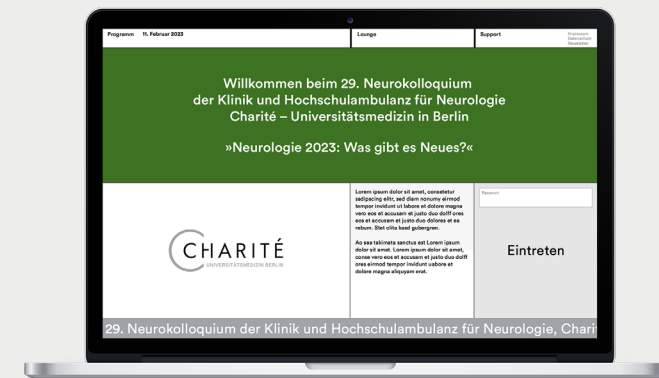 Programm 11. Februar 2023
Lounge
Support
Impressum
Datenschutz
Newsletter
Willkommen beim 29. Neurokolloquium
der Klinik und Hochschulambulanz für Neurologie
Charité – Universitätsmedizin in Berlin
»Neurologie 2023: Was gibt es Neues?«
CHARITÉ
UNIVERSITÄTSMEDIZIN BERLIN
Lorem ipsum dolor sit amet, consetetur
sadipscing elitr, sed diam nonumy eirmod
tempor invidunt ut labore et dolore magna
vero eos et accusam et justo duo dolff ores
eos et accusam et justo duo dolores et ea
rebum. Stet clita kasd gubergren.
Ao sea takimata sanctus est Lorem ipsum
dolor sit amet. Lorem ipsum dolor sit amet,
conse vero eos et accusam et justo duo dolff
ores eirmod tempor invidunt uabore et
dolore magna aliquyam erat.
Passwort
Eintreten
29. Neurokolloquium der Klinik und Hochschulambulanz für Neurologie, Chari